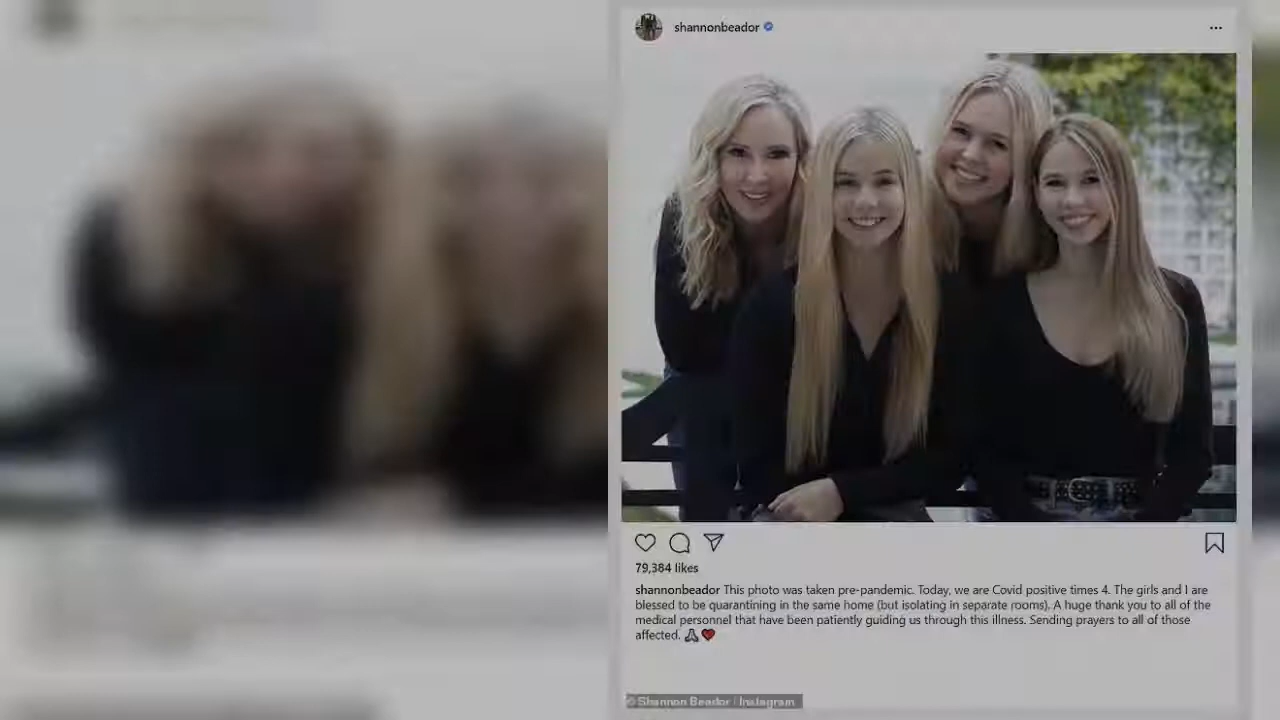 shannonbeador
79,384 likes
shannonbeador This photo was taken pre-pandemic. Today, we are Covid positive times 4. The girls and I are
blessed to be quarantining in the same home (but isolating in separate rooms). A huge thank you to all of the
medical personnel that have been patiently guiding us through this illness. Sending prayers to all of those
affected. 🙏❤️
© Shannon Beador / Instagram